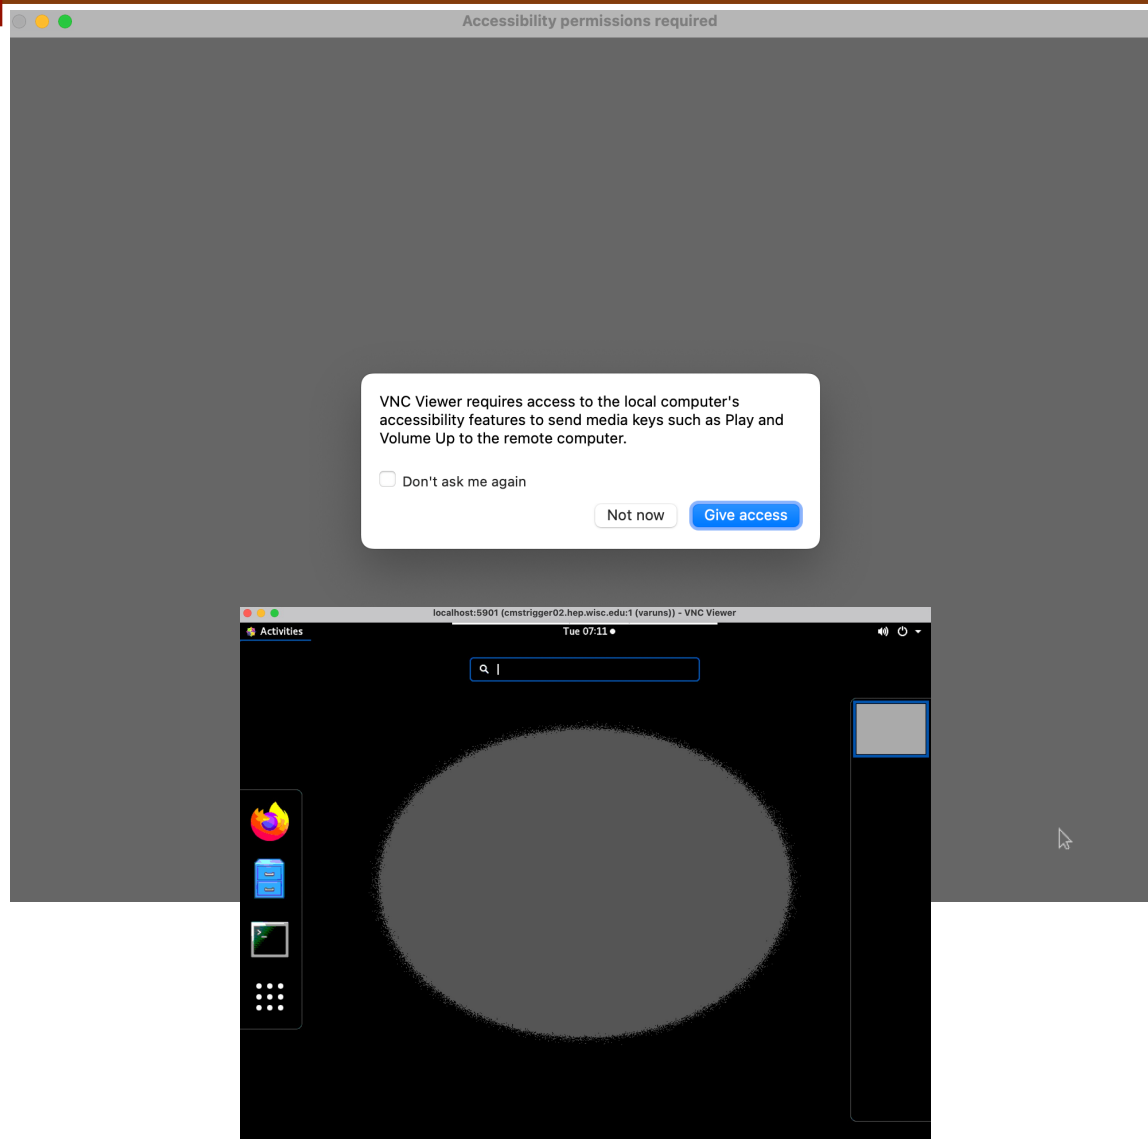 Accessibility permissions required
VNC Viewer requires access to the local computer's
accessibility features to send media keys such as Play and
Volume Up to the remote computer.
Don't ask me again
Not now
Give access
localhost:5901 (cmstrigger02.hep.wisc.edu:1 (varuns)) - VNC Viewer
Activities
Tue 07:11